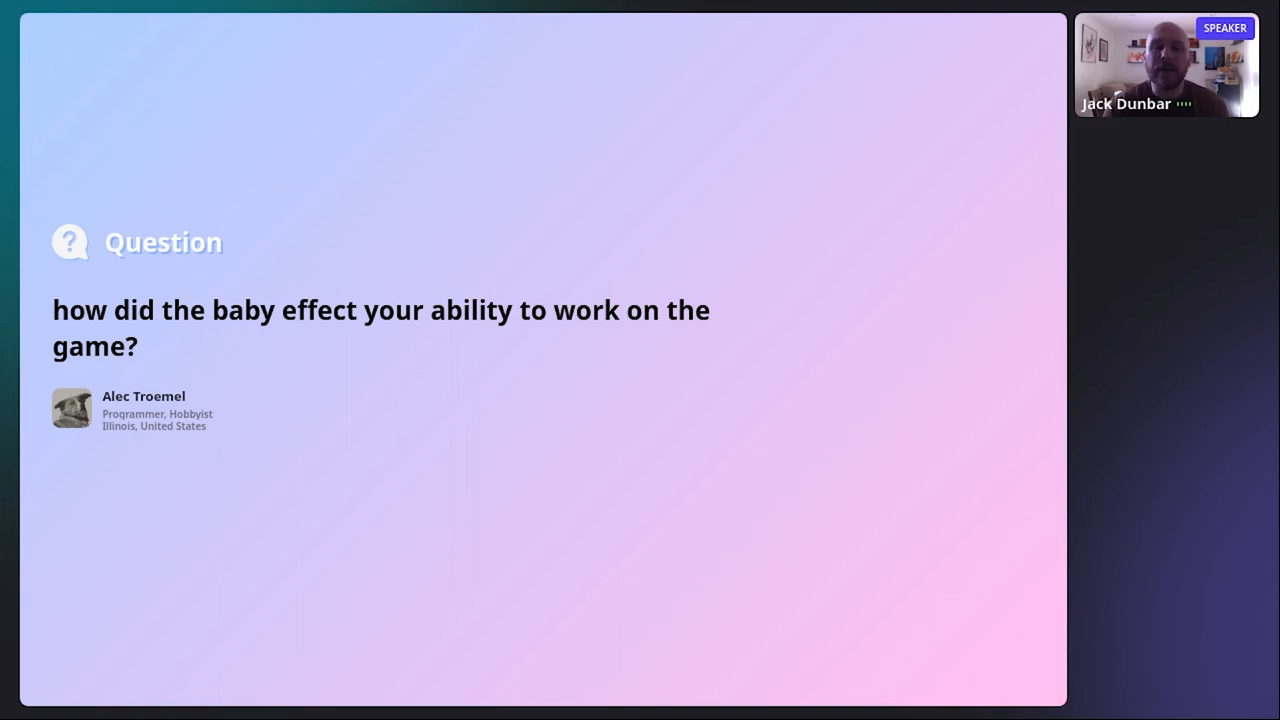 SPEAKER
Jack Dunbar
Question
how did the baby effect your ability to work on the
game?
Alec Troemel
Programmer, Hobbyist
Illinois, United States